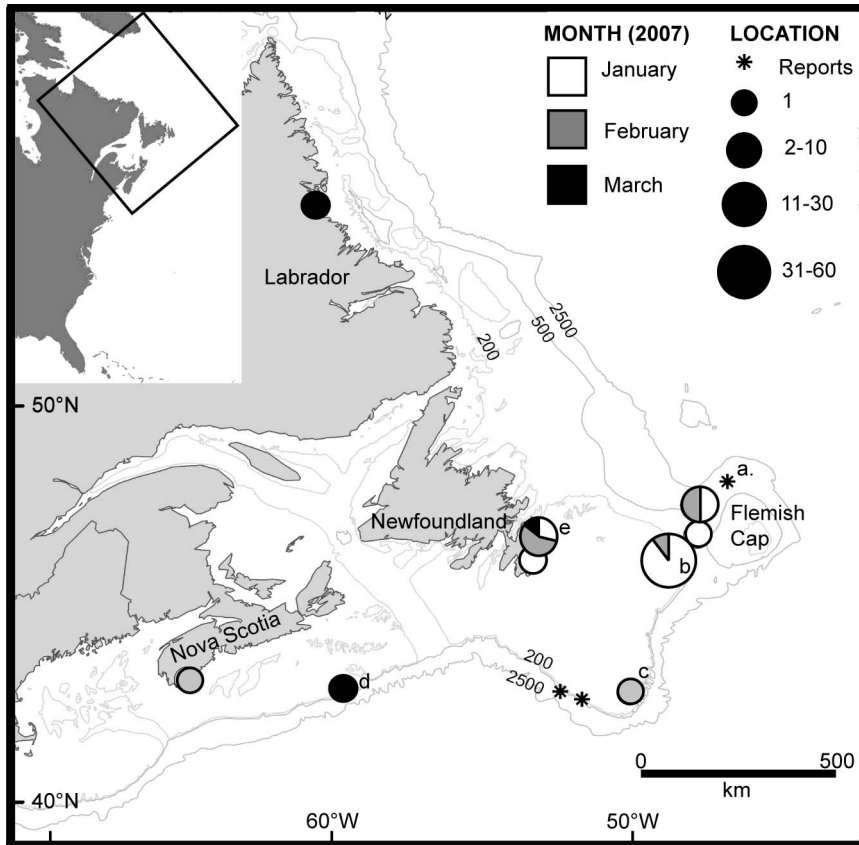 MONTH (2007)
January
February
March
LOCATION
Reports
1
2-10
11-30
31-60
Labrador
200
500
2500
50°N
a.
Flemish
Cap
Newfoundland
e
b
Nova Scotia
d
200
2500
c
0 500
km
40°N
60°W 50°W